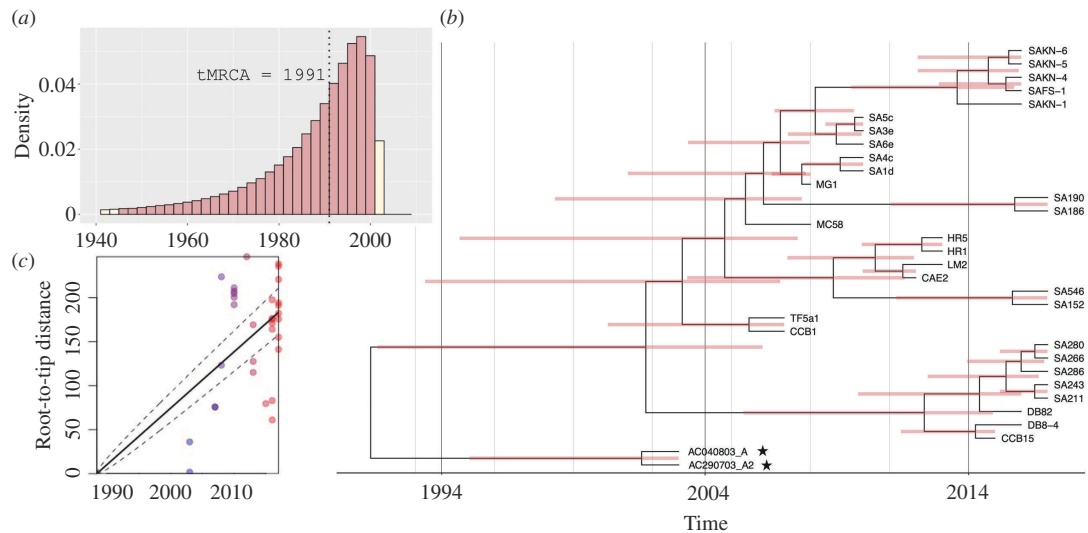 (a)
tMRCA = 1991
Density
0.04
0.02
0
1940
1960
1980
2000
(b)
SAKN-6
SAKN-5
SAKN-4
SAFS-1
SAKN-1
SA5c
SA3e
SA6e
SA4c
SA1d
MG1
SA190
SA186
MC58
HR5
HR1
LM2
CAE2
SA546
SA152
TF5a1
CCB1
SA280
SA266
SA286
SA243
SA211
DB82
DB8-4
CCB15
AC040803_A ★
AC290703_A2 ★
1994
2004
2014
Time
(c)
Root-to-tip distance
200
150
100
50
0
1990
2000
2010